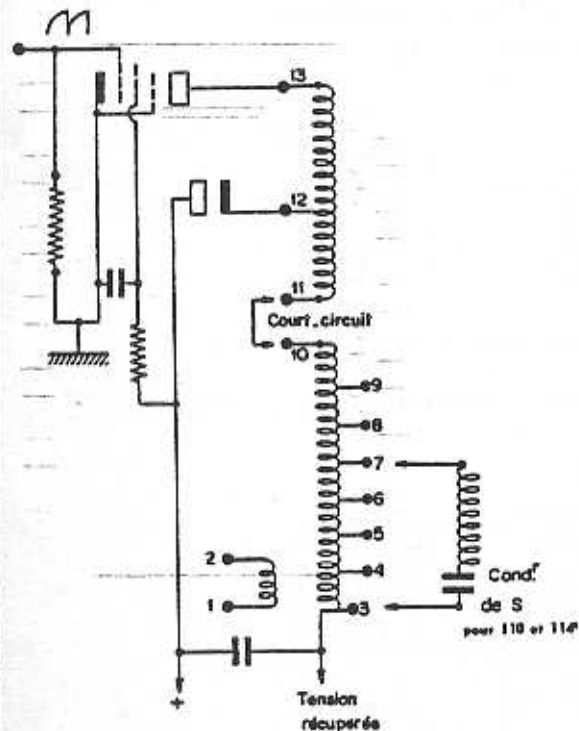 13
12
11
Court-circuit
10
9
8
7
6
5
4
3
2
1
Cond.r
de S
pour 110 et 114°
+
Tension
récuperée